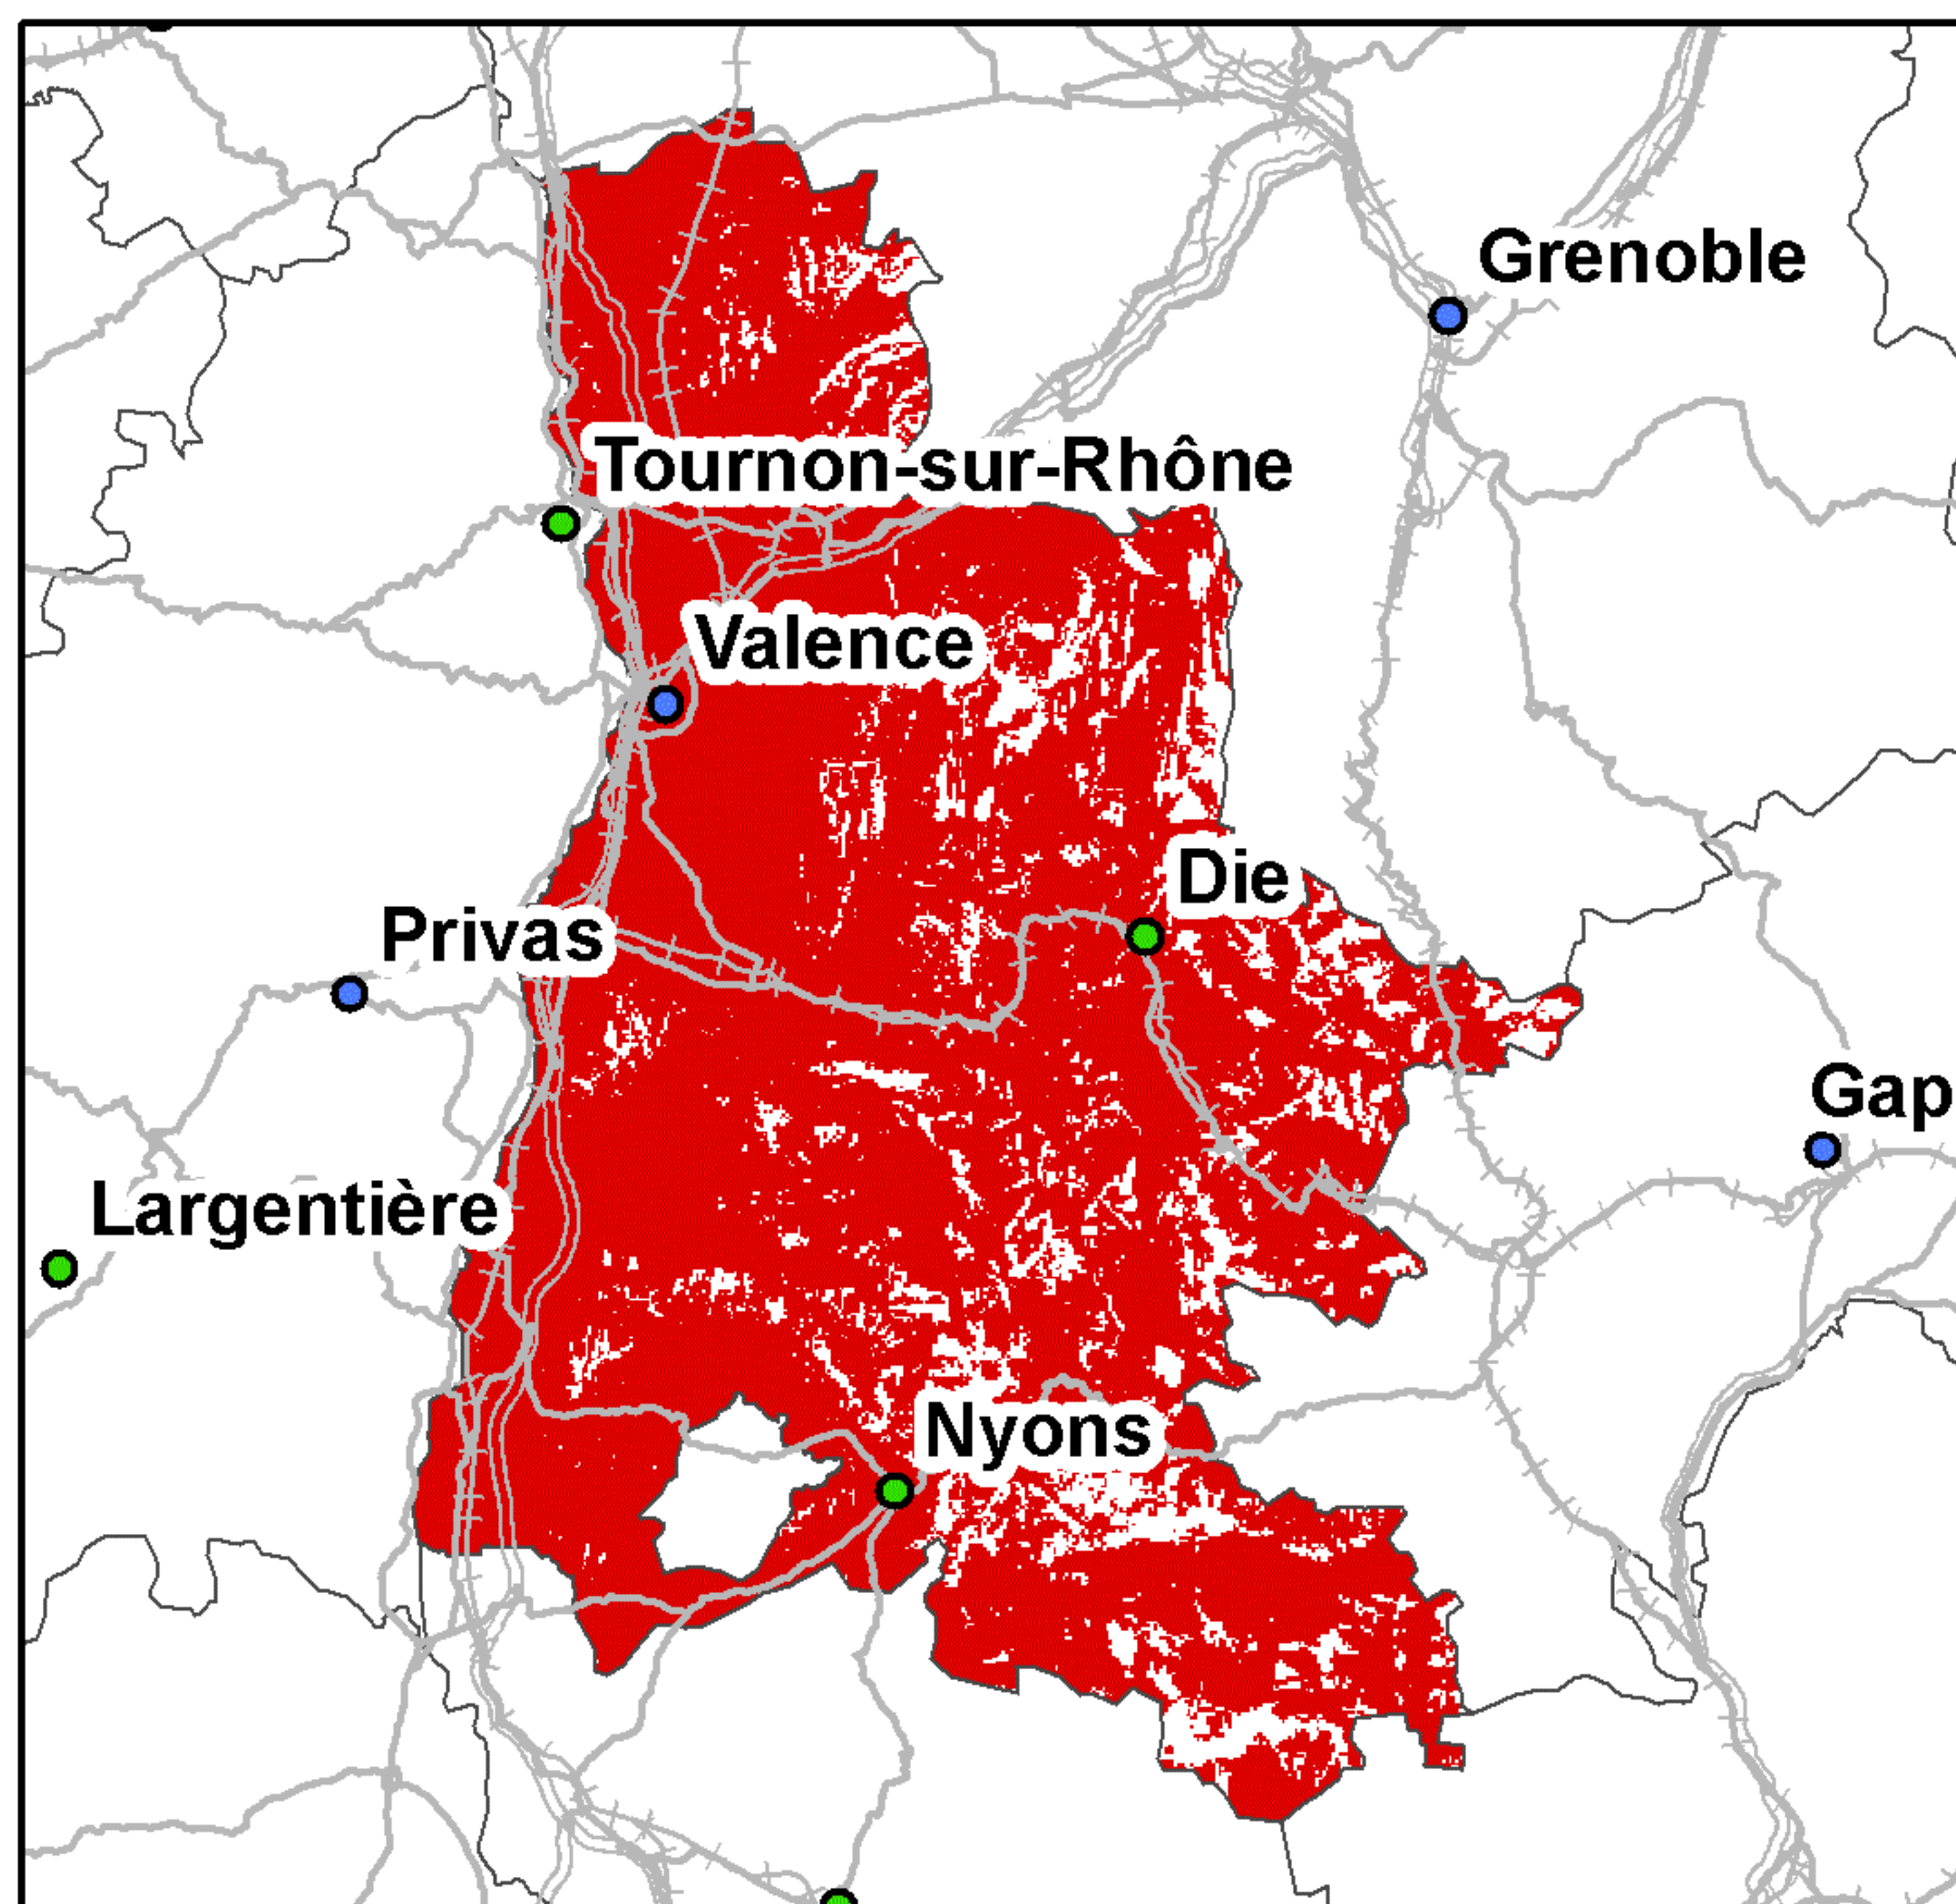 Grenoble
Tournon-sur-Rhône
Valence
Die
Privas
Gap
Largentière
Nyons